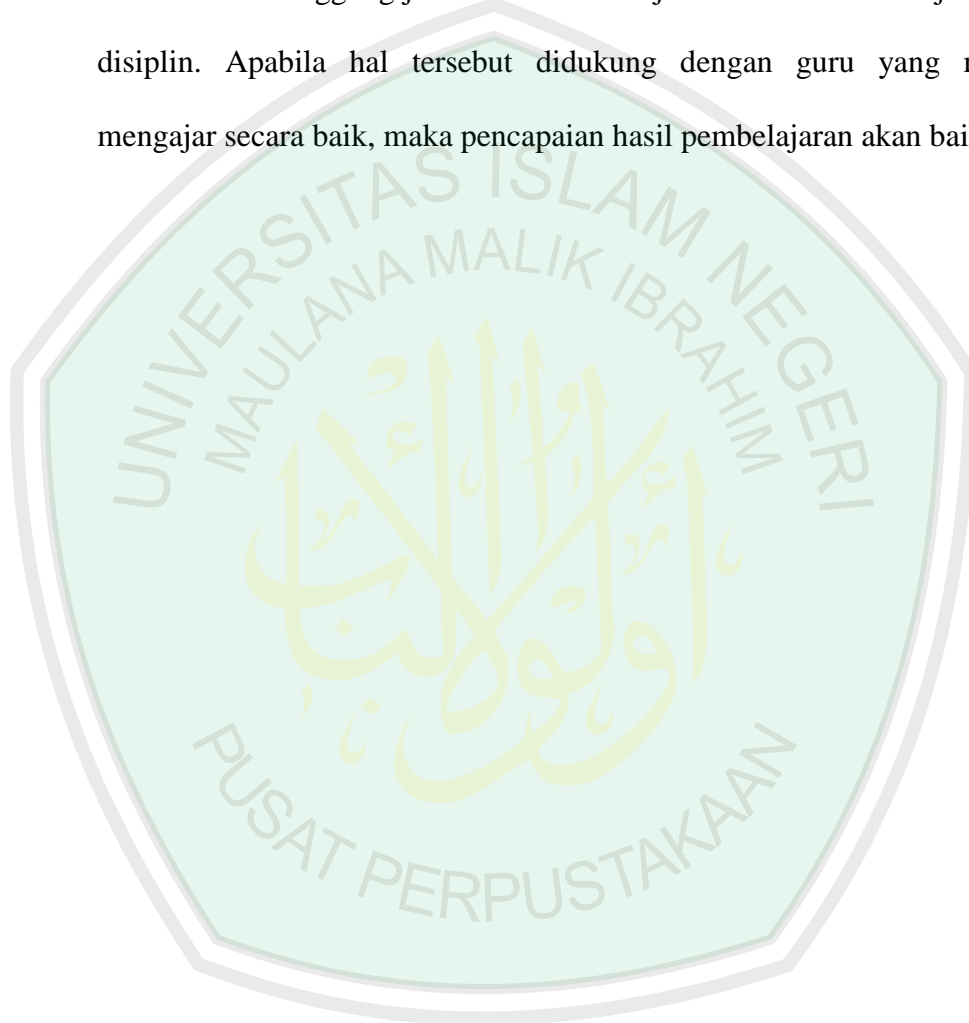 disiplin. Apabila hal tersebut didukung dengan guru yang
mengajar secara baik, maka pencapaian hasil pembelajaran akan
UNIVERSITAS ISLAM NEGERI
MAULANA MALIK IBRAHIM
PUSAT PERPUSTAKAAN